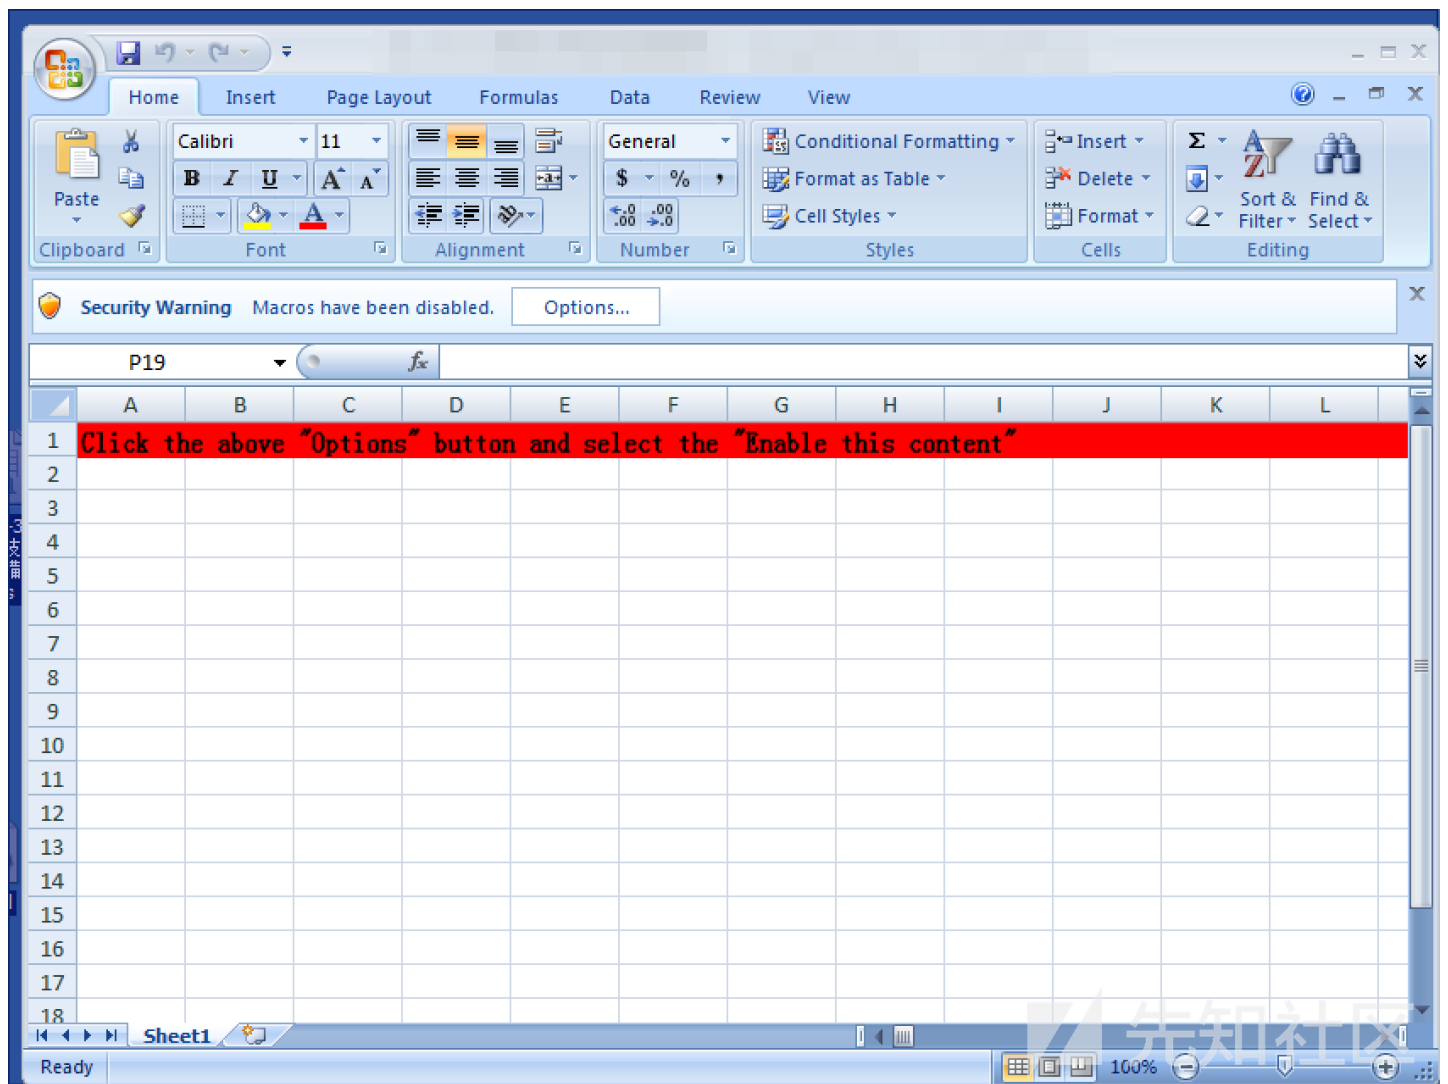 Home Insert Page Layout Formulas Data Review View
Calibri 11 General Conditional Formatting Insert
Paste B I U A A $ % , Format as Table Delete Sort & Filter Find & Select
Cell Styles Format
Clipboard Font Alignment Number Styles Cells Editing
Security Warning Macros have been disabled. Options...
P19 fx
A B C D E F G H I J K L
1 Click the above "Options" button and select the "Enable this content"
2
3
4
5
6
7
8
9
10
11
12
13
14
15
16
17
18
Sheet1
Ready 100%
先知社区